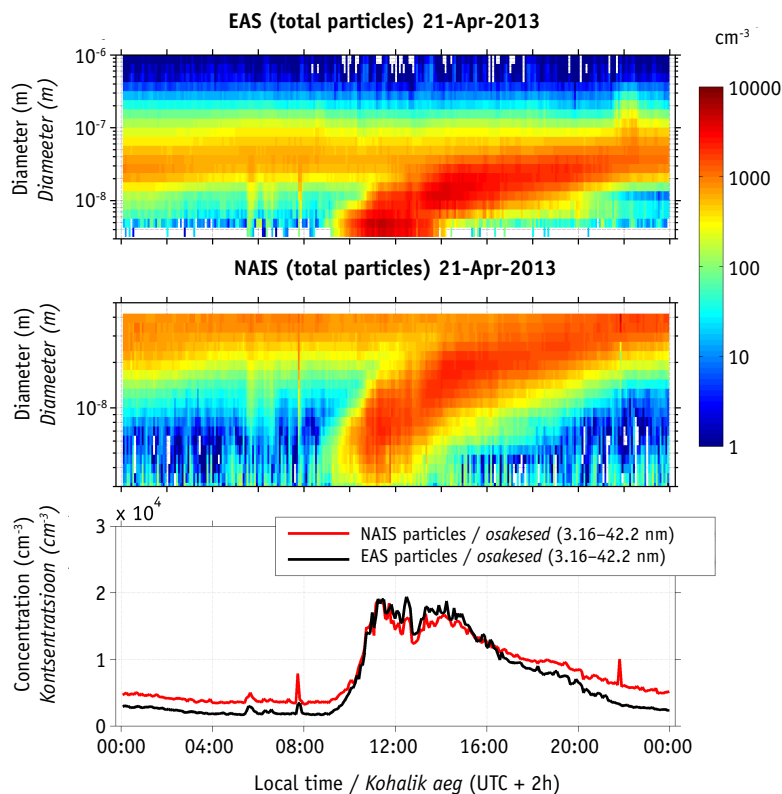 EAS (total particles) 21-Apr-2013
cm⁻³
Diameter (m)
Diameeter (m)
10⁻⁶
10⁻⁷
10⁻⁸
10000
1000
100
10
1
NAIS (total particles) 21-Apr-2013
Diameter (m)
Diameeter (m)
10⁻⁸
x 10⁴
Concentration (cm⁻³)
Kontsentratsioon (cm⁻³)
3
2
1
0
NAIS particles / osakesed (3.16–42.2 nm)
EAS particles / osakesed (3.16–42.2 nm)
00:00 04:00 08:00 12:00 16:00 20:00 00:00
Local time / Kohalik aeg (UTC + 2h)